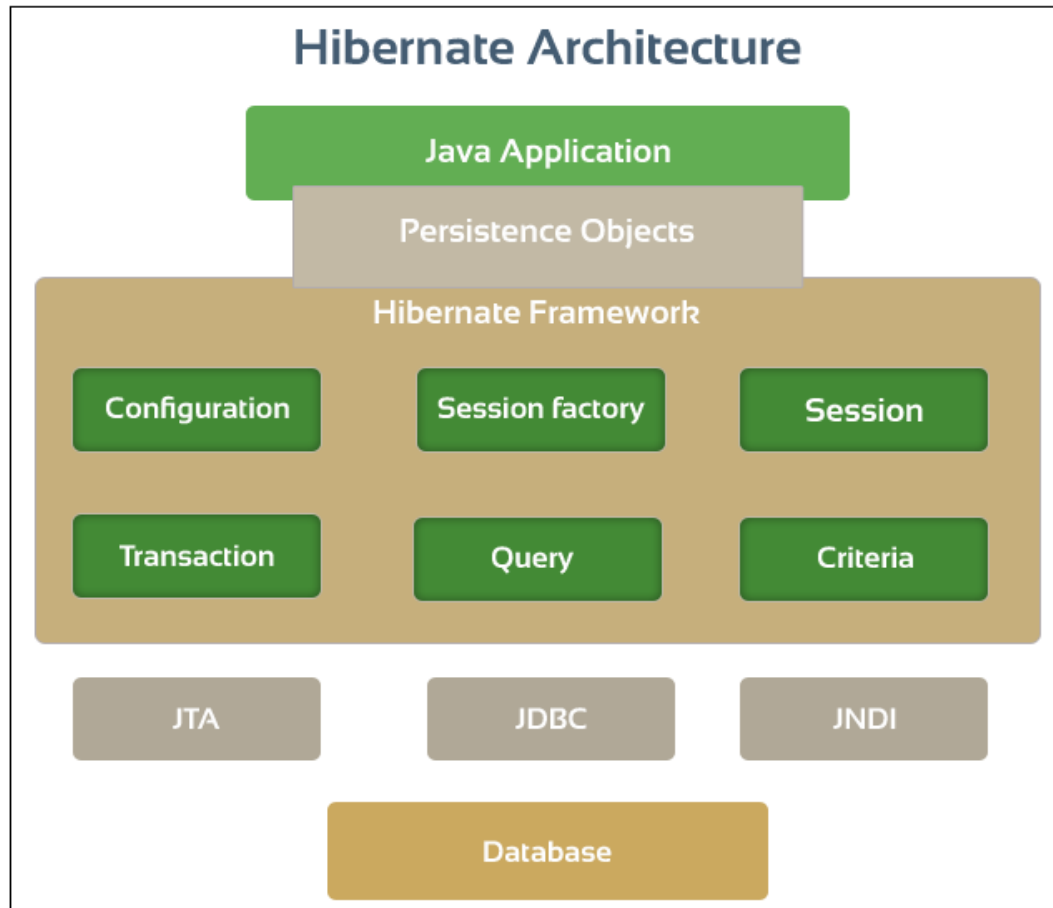 Hibernate Architecture
Java Application
Persistence Objects
Hibernate Framework
Configuration
Session factory
Session
Transaction
Query
Criteria
JTA
JDBC
JNDI
Database